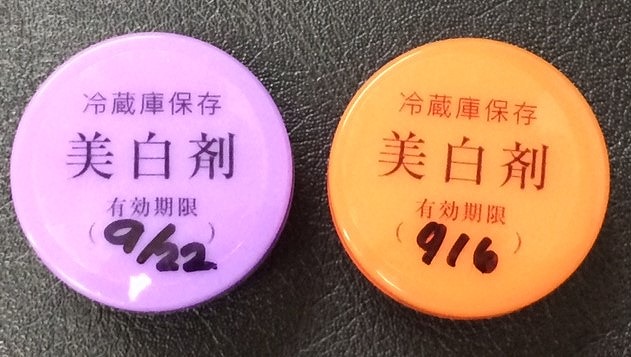 冷蔵庫保存
美白剤
有効期限
(9/22)
冷蔵庫保存
美白剤
有効期限
(916)